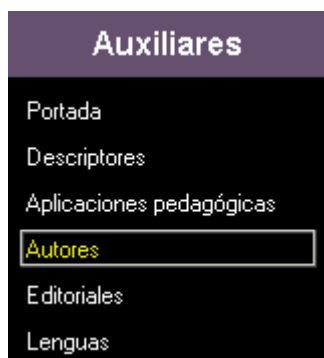 Auxiliares
Portada
Descriptores
Aplicaciones pedagógicas
Autores
Editoriales
Lenguas